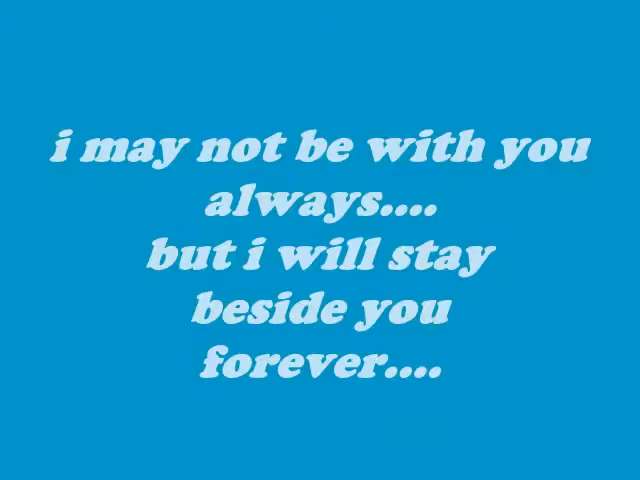 i may not be with you
always....
but i will stay
beside you
forever....